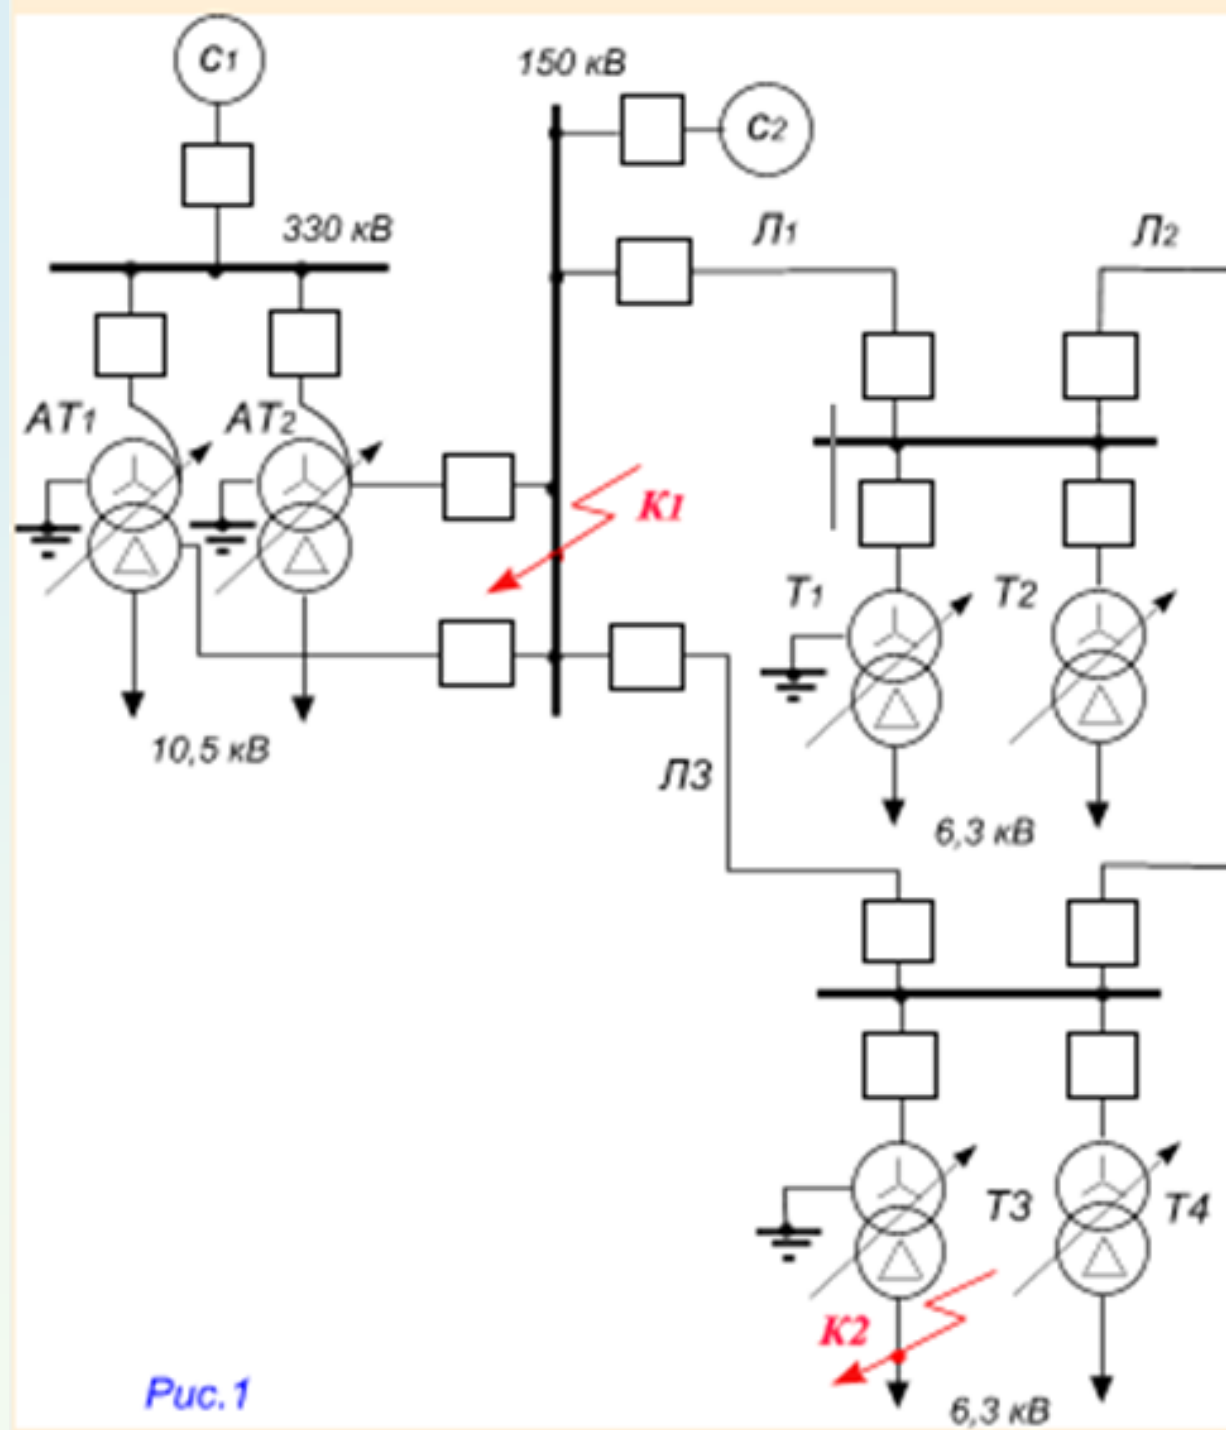 С1
150 кВ
С2
330 кВ
Л1
Л2
АТ1
АТ2
К1
Т1
Т2
10,5 кВ
Л3
6,3 кВ
Т3
Т4
К2
Рис.1
6,3 кВ